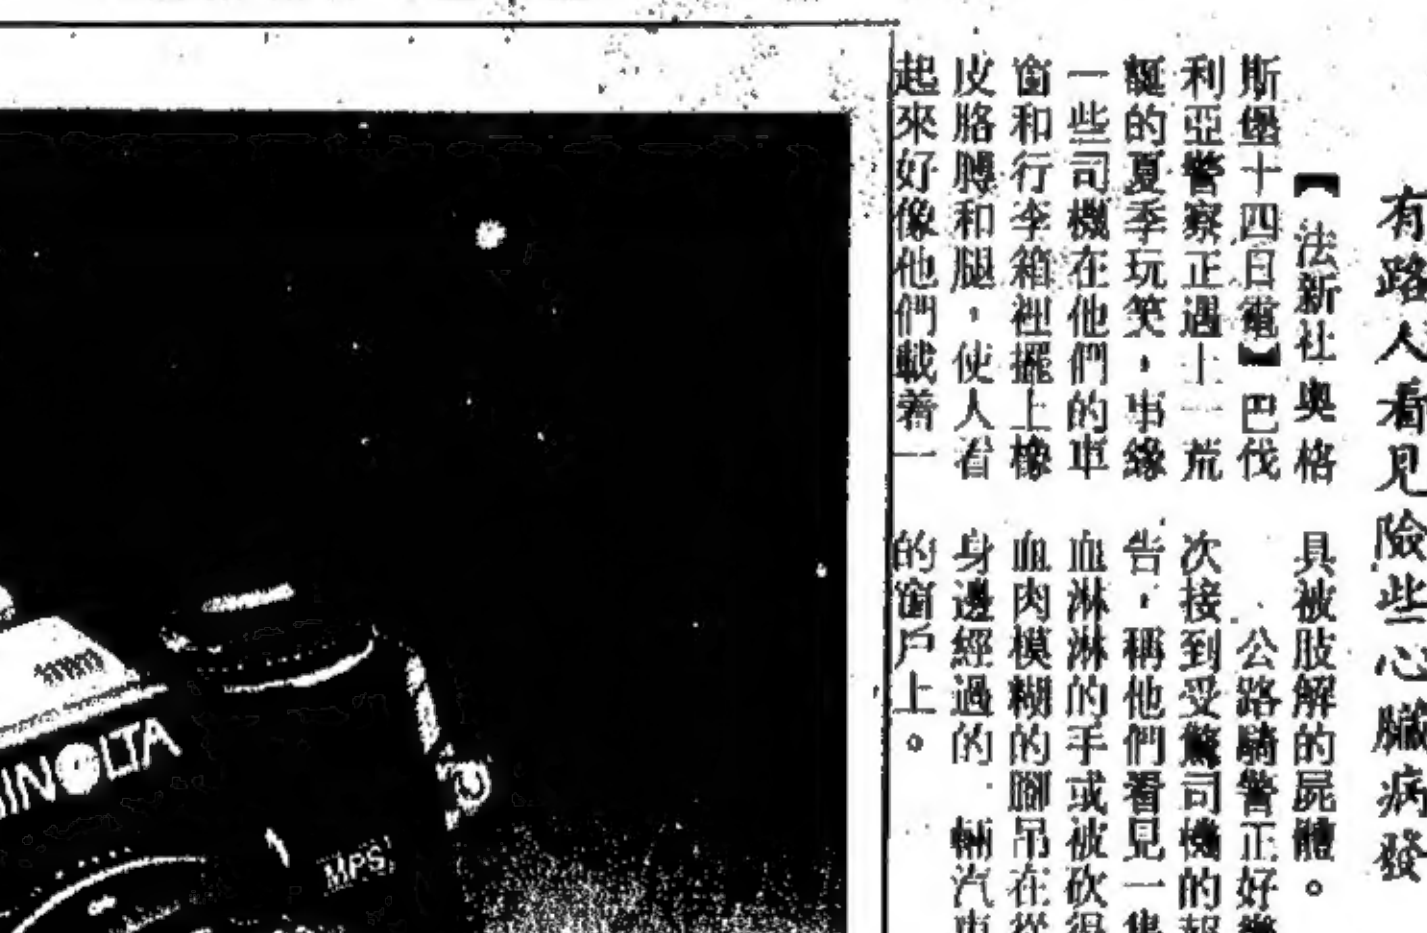 有路人看見險些心臟病發
【法新社奧格
斯堡十四日電】巴伐
利亞警察正遇上一荒
誕的夏季玩笑，事緣
一些司機在他們的車
窗和行李箱裡擺上橡
皮胳膊和腿，使人看
起來好像他們載着一
具被肢解的屍體。
公路騎警正好幾
次接到受驚司機的報
告，稱他們看見一隻
血淋淋的手或被砍得
血肉模糊的腳吊在從
身邊經過的 輛汽車
的窗戶上。
MINOLTA
MPS